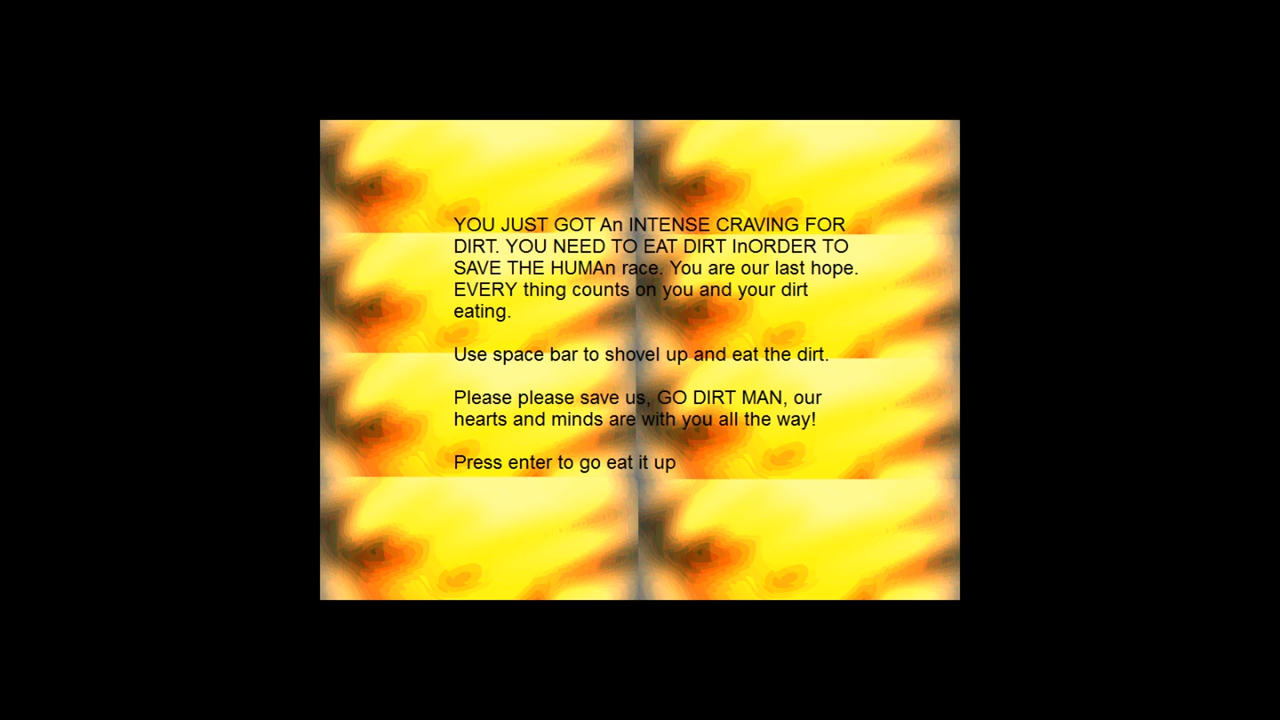 YOU JUST GOT An INTENSE CRAVING FOR
DIRT. YOU NEED TO EAT DIRT InORDER TO
SAVE THE HUMAn race. You are our last hope.
EVERY thing counts on you and your dirt
eating.
Use space bar to shovel up and eat the dirt.
Please please save us, GO DIRT MAN, our
hearts and minds are with you all the way!
Press enter to go eat it up